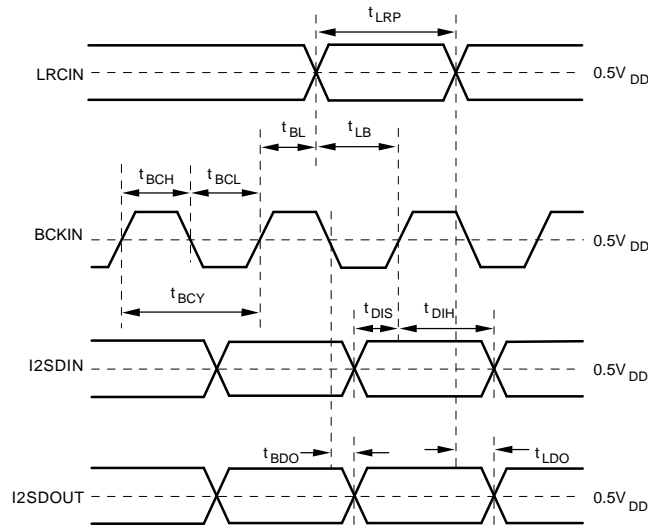 tLRP
LRCIN
0.5VDD
tBL
tLB
tBCH
tBCL
BCKIN
0.5VDD
tBCY
tDIS
tDIH
I2SDIN
0.5VDD
tBDO
tLDO
I2SDOUT
0.5VDD